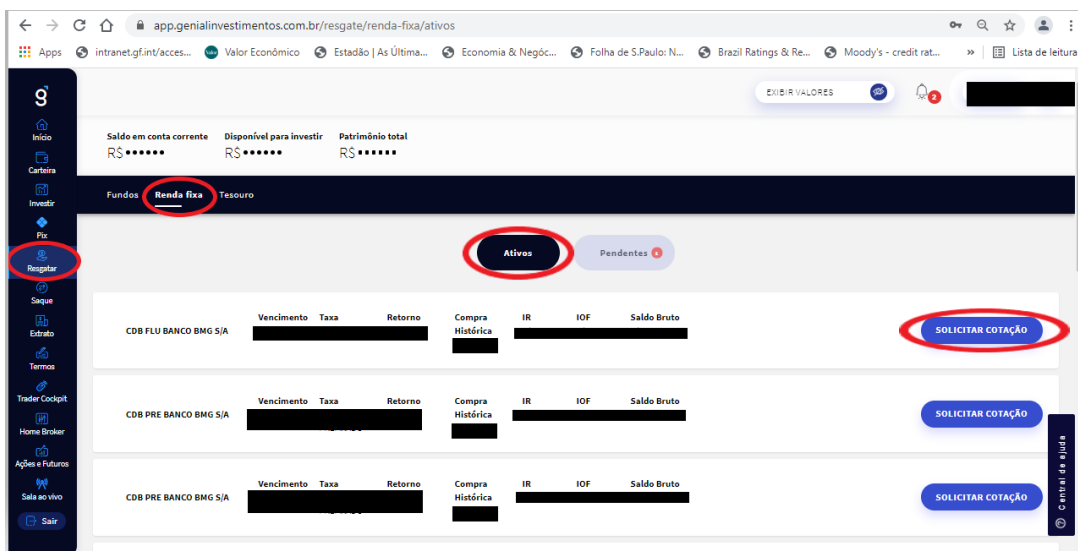 app.genialinvestimentos.com.br/resgate/renda-fixa/ativos
Apps intranet.gf.int/acces... Valor Econômico Estadão | As Última... Economia & Negóc... Folha de S.Paulo: N... Brazil Ratings & Re... Moody's - credit rat... » Lista de leitura
g
EXIBIR VALORES
2
Início
Carteira
Investir
Pix
Resgatar
Saque
Extrato
Termos
Trader Cockpit
Home Broker
Ações e Futuros
Sala ao vivo
Sair
Saldo em conta corrente Disponível para investir Patrimônio total
R$ •••••• R$ •••••• R$ ••••••
Fundos Renda fixa Tesouro
Ativos Pendentes
CDB FLU BANCO BMG S/A Vencimento Taxa Retorno Compra Histórica IR IOF Saldo Bruto SOLICITAR COTAÇÃO
CDB PRE BANCO BMG S/A Vencimento Taxa Retorno Compra Histórica IR IOF Saldo Bruto SOLICITAR COTAÇÃO
CDB PRE BANCO BMG S/A Vencimento Taxa Retorno Compra Histórica IR IOF Saldo Bruto SOLICITAR COTAÇÃO
Central de ajuda